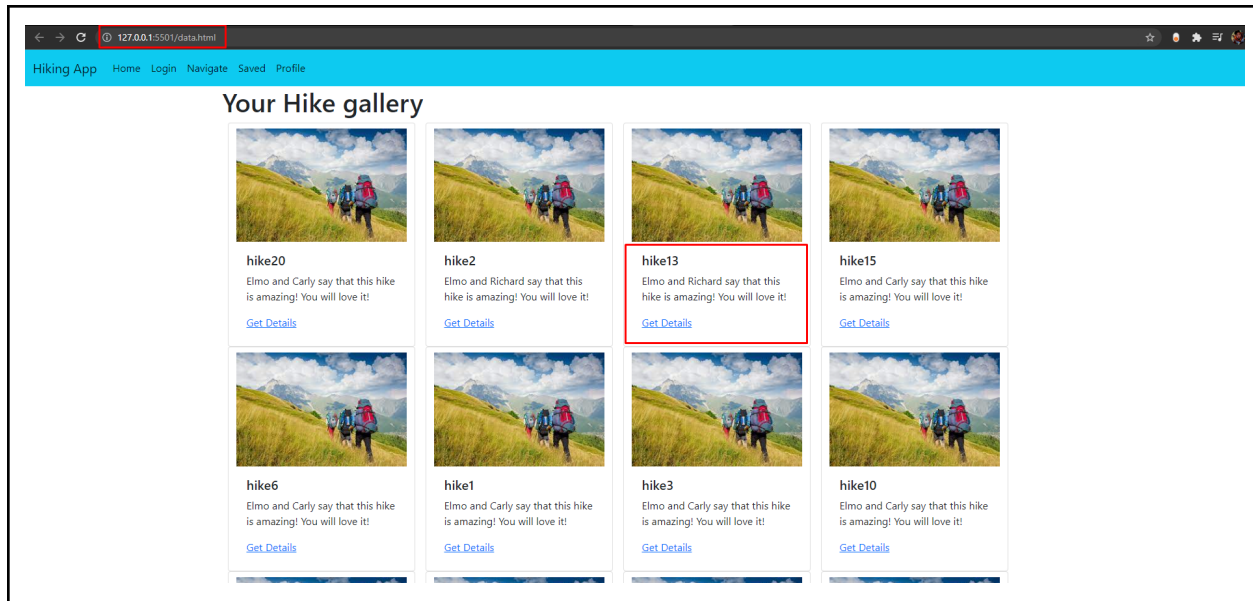 127.0.0.1:5501/data.html
Hiking App Home Login Navigate Saved Profile
Your Hike gallery
hike20
Elmo and Carly say that this hike
is amazing! You will love it!
Get Details
hike2
Elmo and Richard say that this
hike is amazing! You will love it!
Get Details
hike13
Elmo and Richard say that this
hike is amazing! You will love it!
Get Details
hike15
Elmo and Carly say that this hike
is amazing! You will love it!
Get Details
hike6
Elmo and Carly say that this hike
is amazing! You will love it!
Get Details
hike1
Elmo and Carly say that this hike
is amazing! You will love it!
Get Details
hike3
Elmo and Carly say that this hike
is amazing! You will love it!
Get Details
hike10
Elmo and Carly say that this hike
is amazing! You will love it!
Get Details